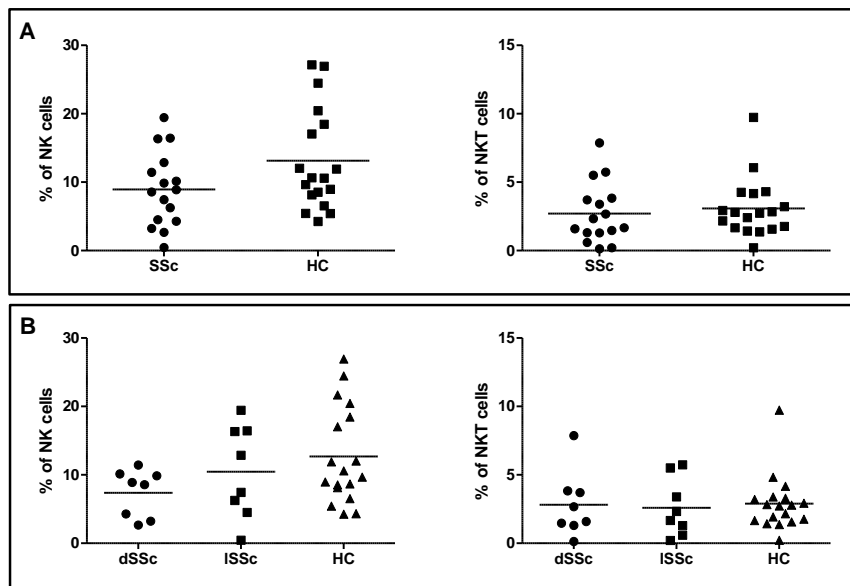 A
% of NK cells
30
20
10
0
SSc
HC
% of NKT cells
15
10
5
0
SSc
HC
B
% of NK cells
30
20
10
0
dSSc
lSSc
HC
% of NKT cells
15
10
5
0
dSSc
lSSc
HC